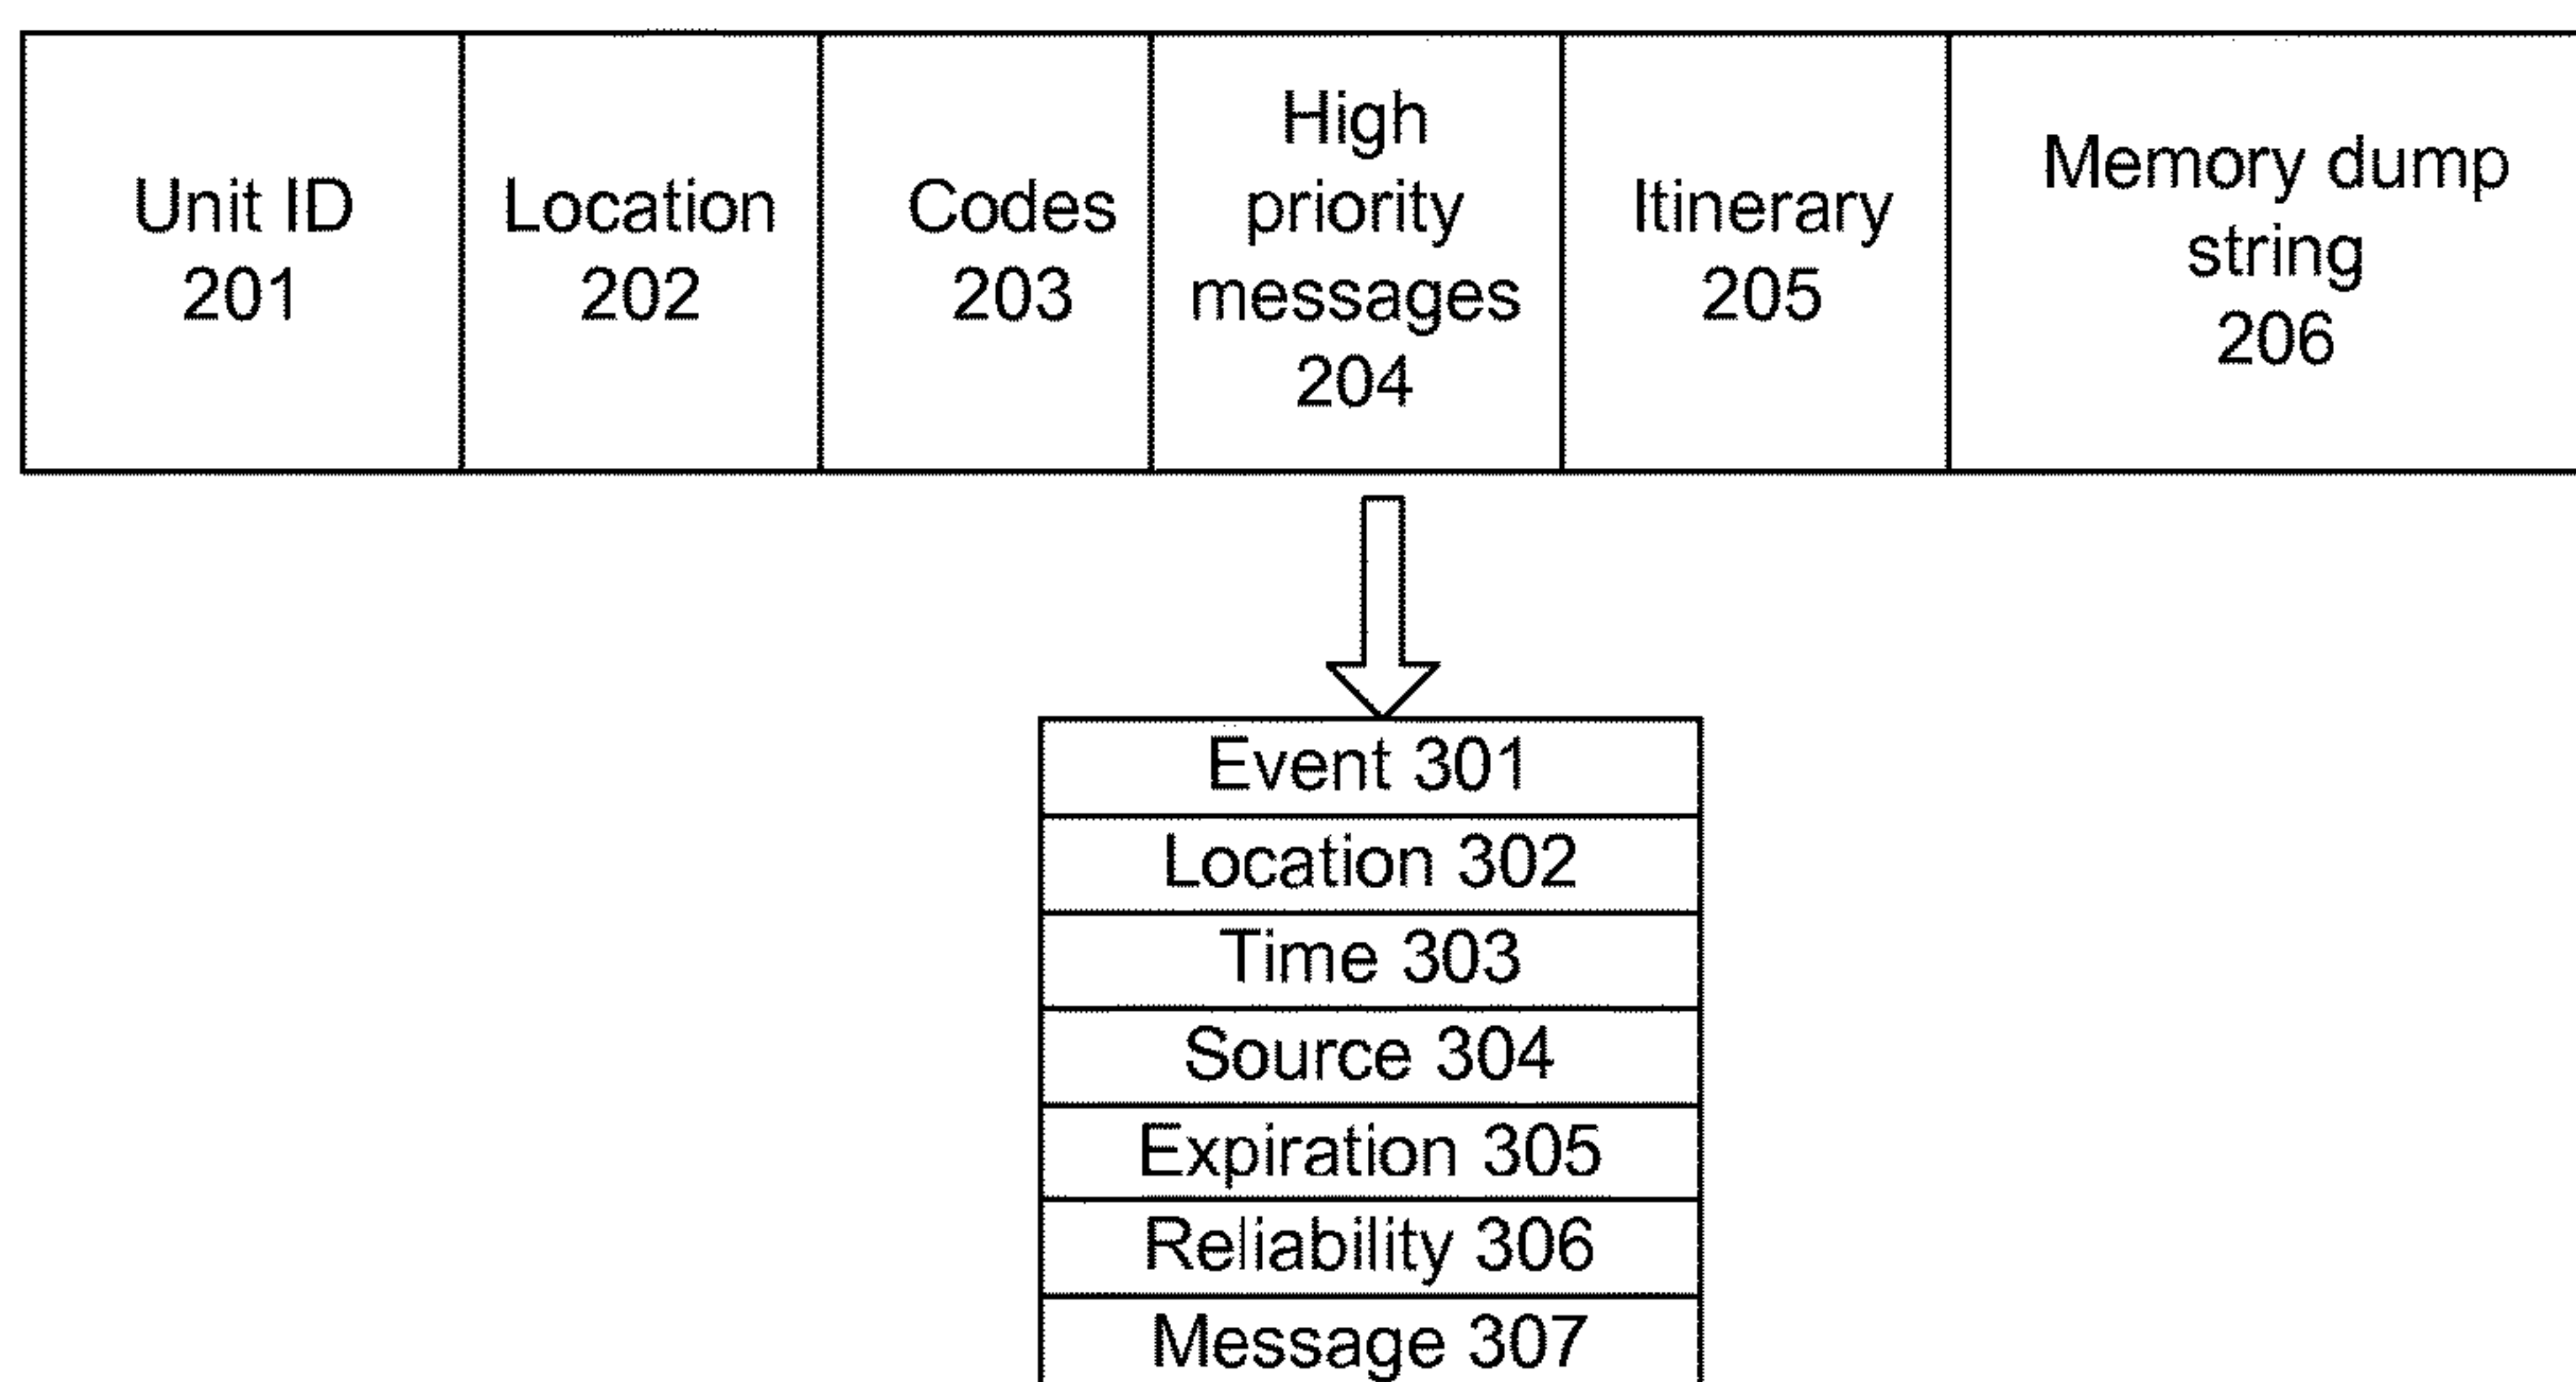 Unit ID
201
Location
202
Codes
203
High
priority
messages
204
Itinerary
205
Memory dump
string
206
Event 301
Location 302
Time 303
Source 304
Expiration 305
Reliability 306
Message 307